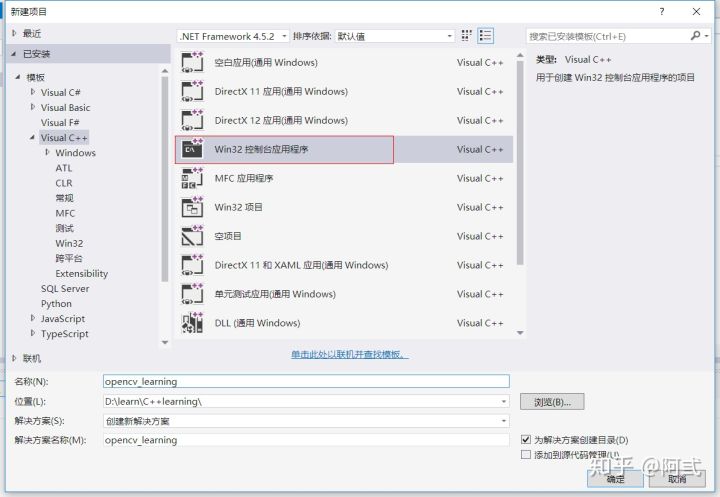 新建项目
最近
.NET Framework 4.5.2 排序依据: 默认值 搜索已安装模板(Ctrl+E)
已安装
模板
Visual C#
Visual Basic
Visual F#
Visual C++
Windows
ATL
CLR
常规
MFC
测试
Win32
跨平台
Extensibility
SQL Server
Python
JavaScript
TypeScript
联机
空白应用(通用 Windows) Visual C++
DirectX 11 应用(通用 Windows) Visual C++
DirectX 12 应用(通用 Windows) Visual C++
Win32 控制台应用程序 Visual C++
MFC 应用程序 Visual C++
Win32 项目 Visual C++
空项目 Visual C++
DirectX 11 和 XAML 应用(通用 Windows) Visual C++
单元测试应用(通用 Windows) Visual C++
DLL (通用 Windows) Visual C++
单击此处以联机并查找模板。
类型: Visual C++
用于创建 Win32 控制台应用程序的项目
名称(N): opencv_learning
位置(L): D:\learn\C++learning\ 浏览(B)...
解决方案(S): 创建新解决方案
解决方案名称(M): opencv_learning
为解决方案创建目录(D)
添加到源代码管理(U)
确定 取消
知乎 @阿弐